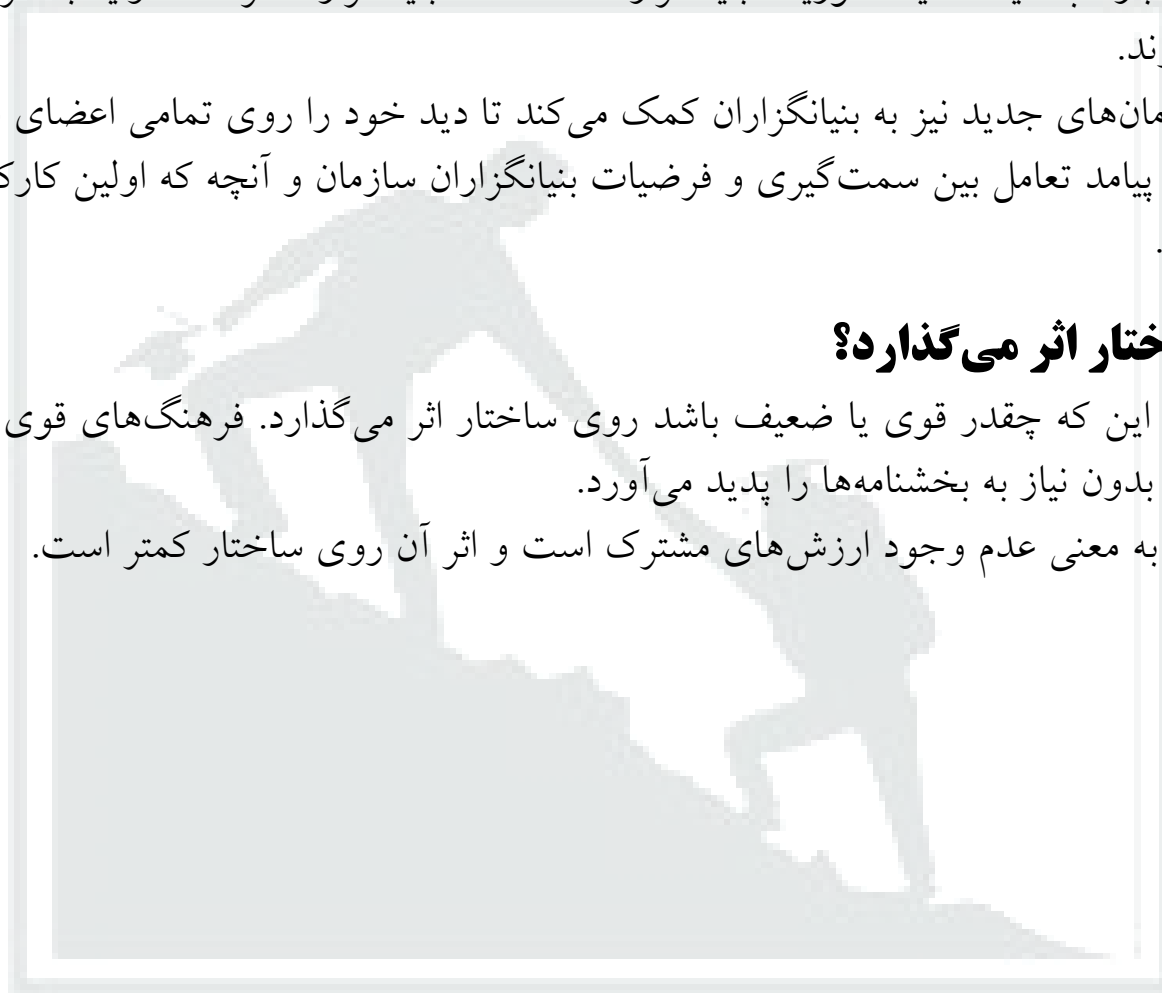 مان‌های جدید نیز به بنیانگزاران کمک می‌کند تا دید خود را روی تمامی اعضای
پیامد تعامل بین سمت‌گیری و فرضیات بنیانگزاران سازمان و آنچه که اولین کارک
.
ختار اثر می‌گذارد؟
این که چقدر قوی یا ضعیف باشد روی ساختار اثر می‌گذارد. فرهنگ‌های قوی
بدون نیاز به بخشنامه‌ها را پدید می‌آورد.
به معنی عدم وجود ارزش‌های مشترک است و اثر آن روی ساختار کمتر است.